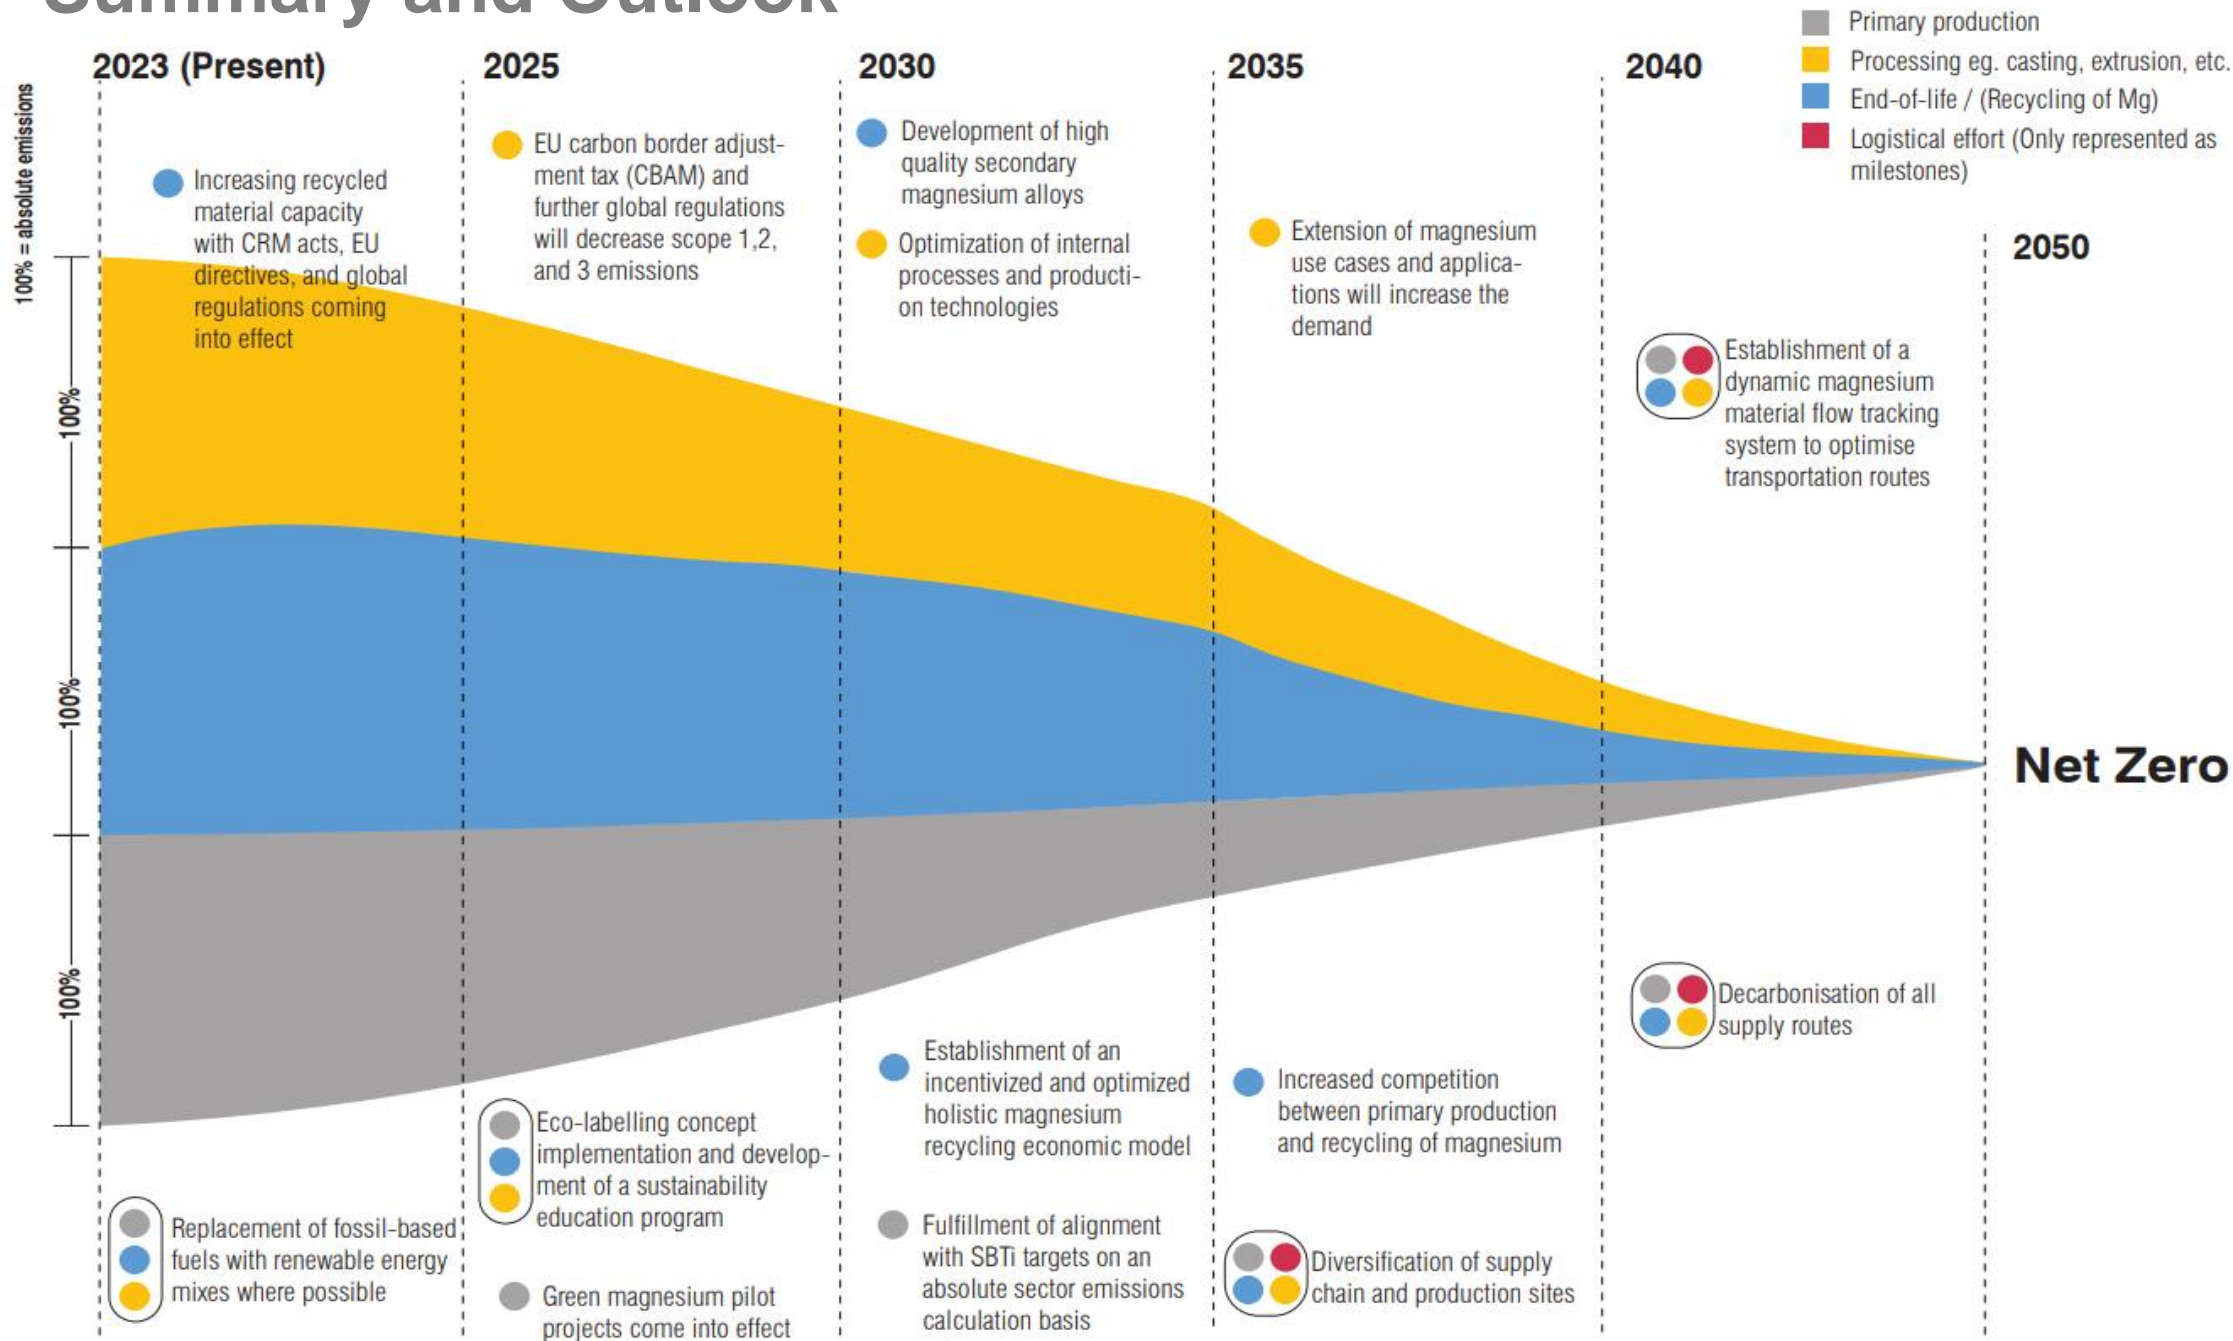 Summary and Outlook
Primary production
Processing eg. casting, extrusion, etc.
End-of-life / (Recycling of Mg)
Logistical effort (Only represented as
milestones)
2023 (Present)
2025
2030
2035
2040
2050
100% = absolute emissions
100%
100%
100%
Increasing recycled
material capacity
with CRM acts, EU
directives, and global
regulations coming
into effect
EU carbon border adjust-
ment tax (CBAM) and
further global regulations
will decrease scope 1,2,
and 3 emissions
Development of high
quality secondary
magnesium alloys
Optimization of internal
processes and producti-
on technologies
Extension of magnesium
use cases and applica-
tions will increase the
demand
Establishment of a
dynamic magnesium
material flow tracking
system to optimise
transportation routes
Net Zero
Replacement of fossil-based
fuels with renewable energy
mixes where possible
Eco-labelling concept
implementation and develop-
ment of a sustainability
education program
Green magnesium pilot
projects come into effect
Establishment of an
incentivized and optimized
holistic magnesium
recycling economic model
Fulfillment of alignment
with SBTi targets on an
absolute sector emissions
calculation basis
Increased competition
between primary production
and recycling of magnesium
Diversification of supply
chain and production sites
Decarbonisation of all
supply routes